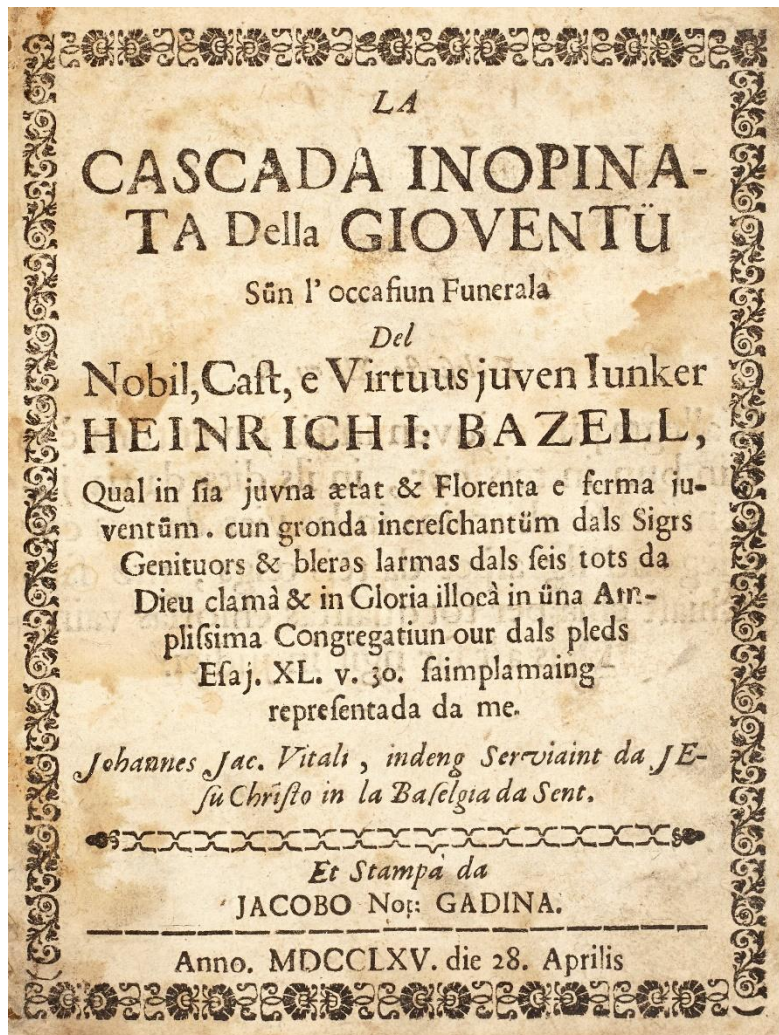 LA
CASCADA INOPINA-
TA Della GIOVENTÜ
Sün l'occaſiun Funerala
Del
Nobil, Caſt, e Virtuus juven Iunker
HEINRICH I: BAZELL,
Qual in ſia juvna ætat & Florenta e ferma ju-
ventüm. cun gronda increſchantüm dals Sigrs
Genituors & bleras larmas dals ſeis tots da
Dieu clamà & in Gloria illocà in üna Am-
pliſsima Congregatiun our dals pleds
Eſaj. XL. v. 30. ſaimplamaing
repreſentada da me.
Johannes Jac. Vitali, indeng Serviaint da JE-
ſu Chriſto in la Baſelgia da Sent.
Et Stampà da
JACOBO Not: GADINA.
Anno. MDCCLXV. die 28. Aprilis